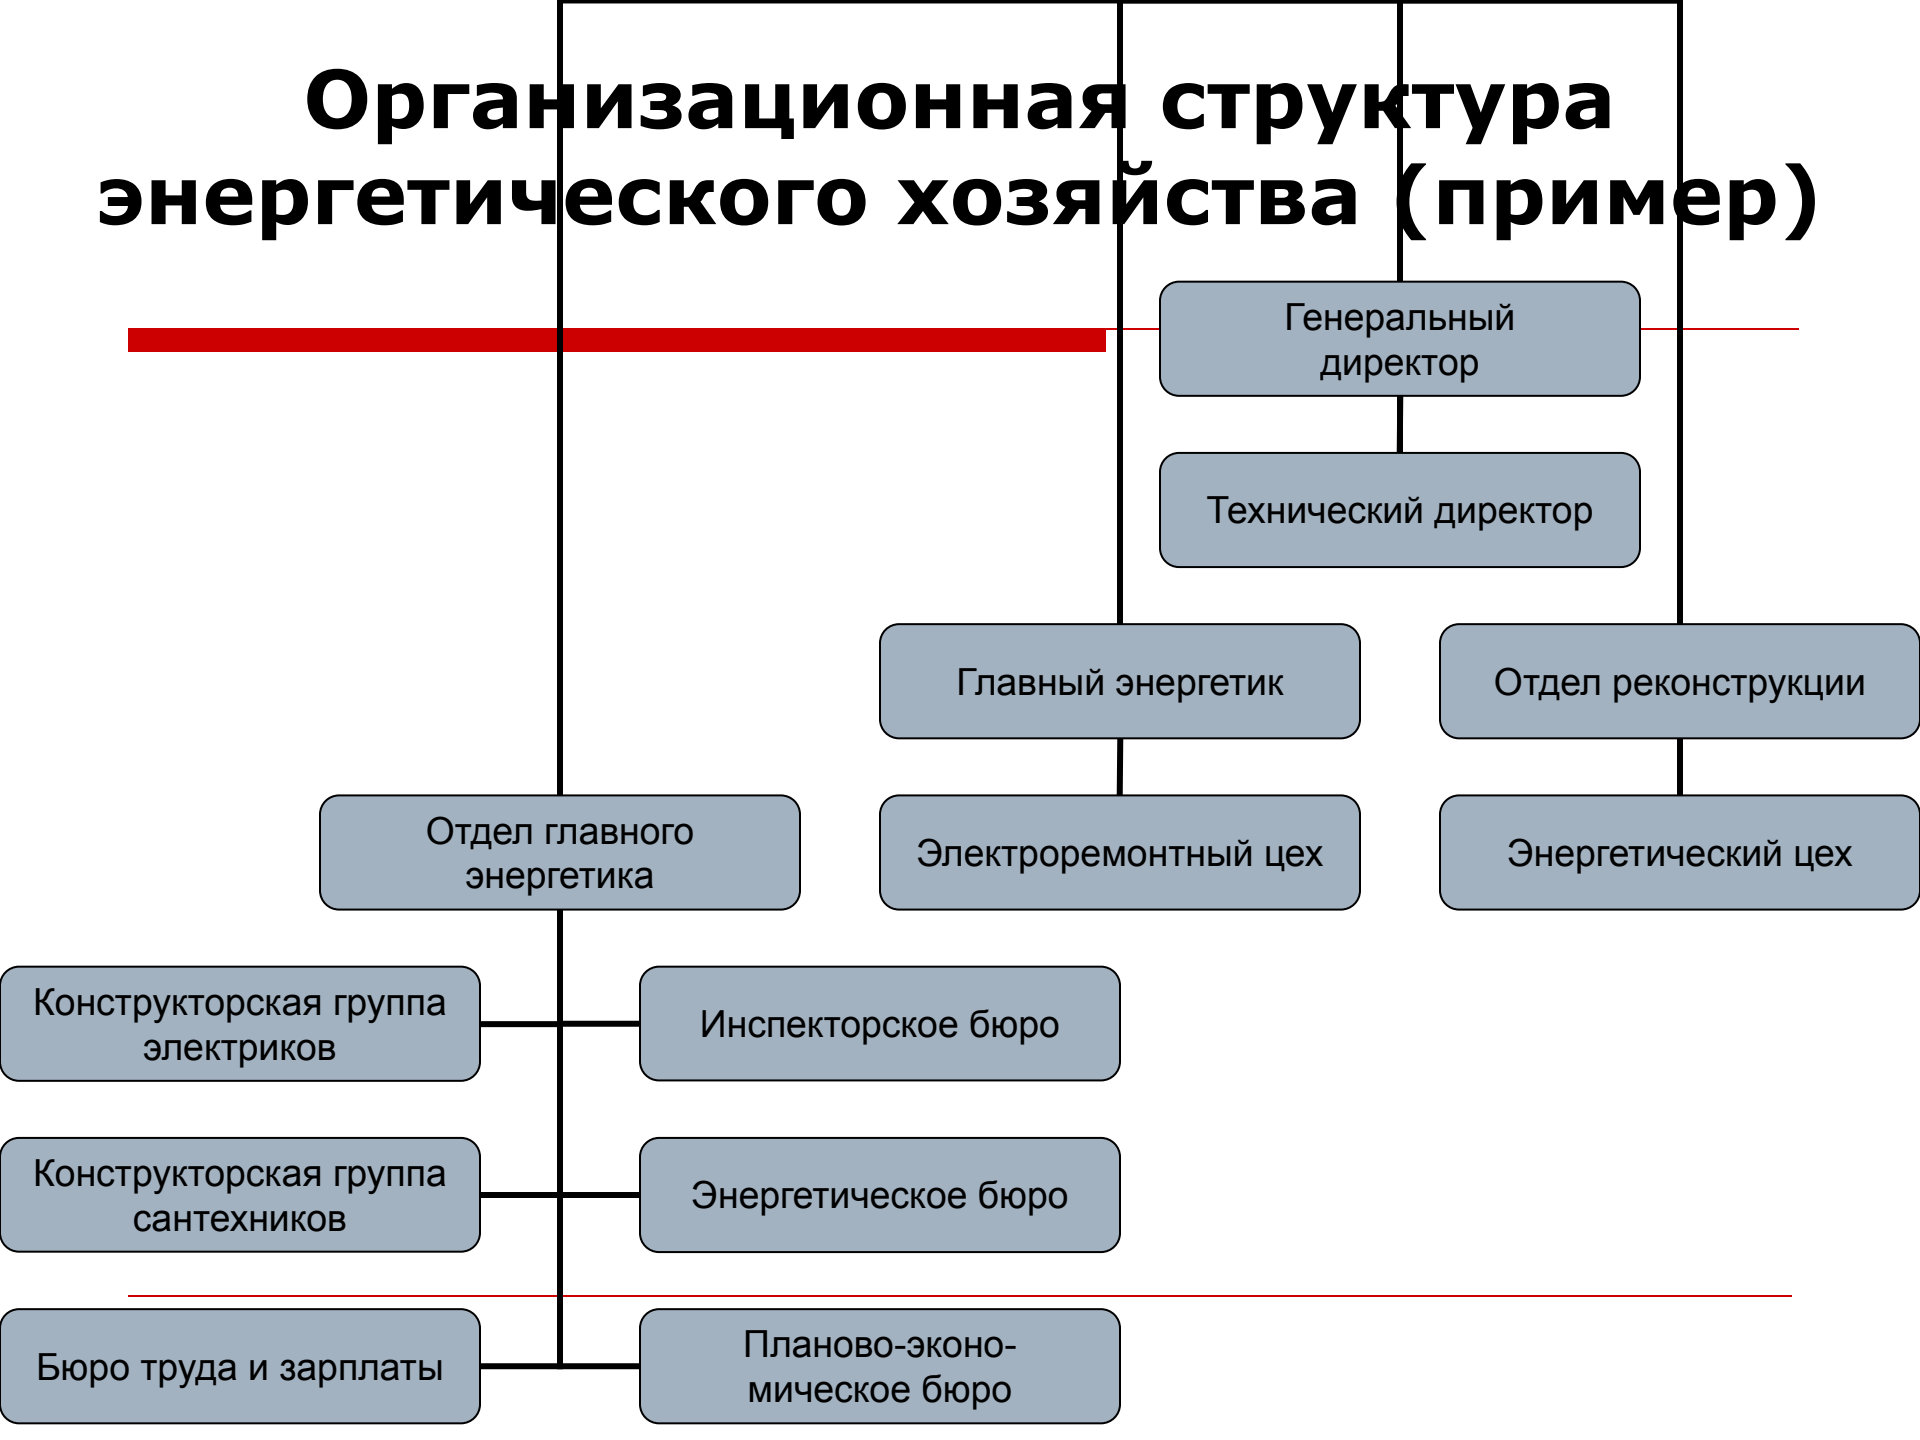 Организационная структура
энергетического хозяйства (пример)
Генеральный
директор
Технический директор
Главный энергетик
Отдел реконструкции
Отдел главного
энергетика
Электроремонтный цех
Энергетический цех
Конструкторская группа
электриков
Инспекторское бюро
Конструкторская группа
сантехников
Энергетическое бюро
Бюро труда и зарплаты
Планово-эконо-
мическое бюро